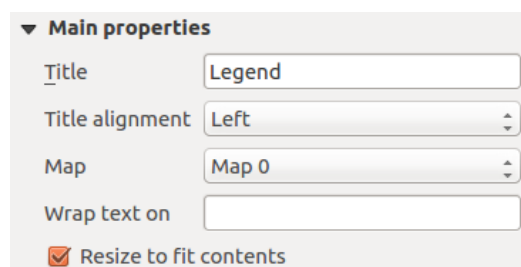 Main properties
Title Legend
Title alignment Left
Map Map 0
Wrap text on
Resize to fit contents